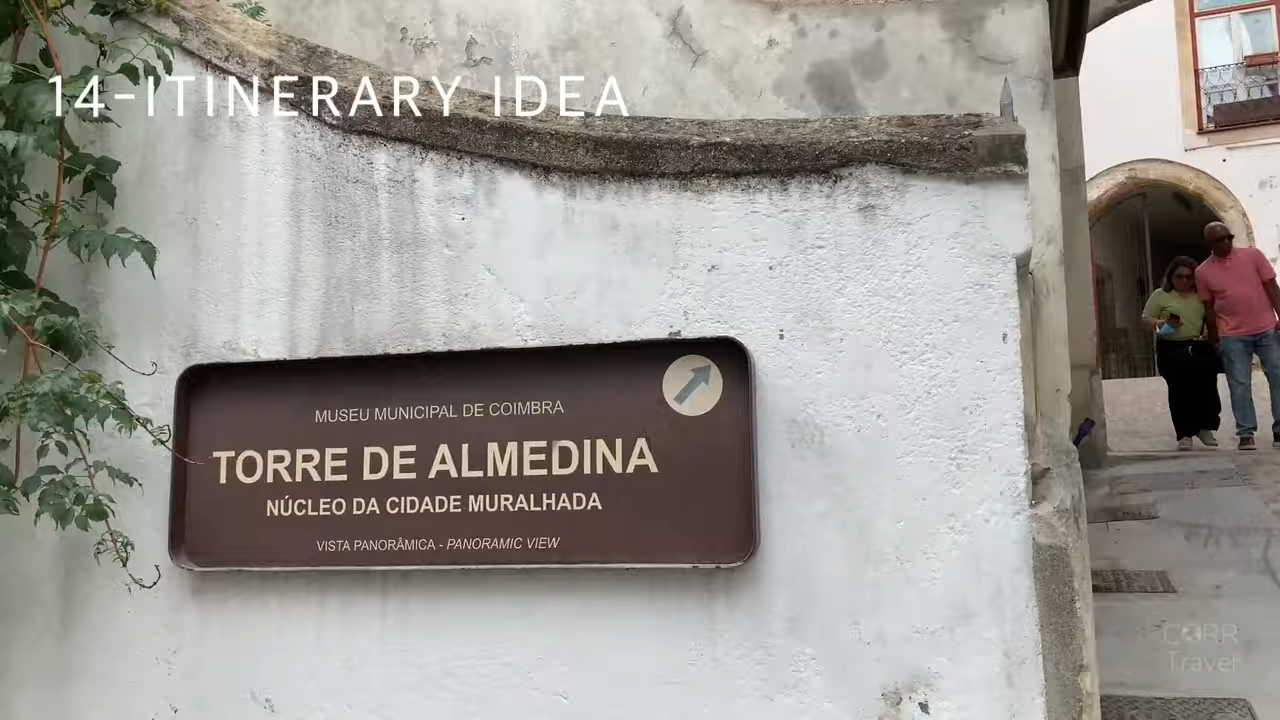 14-ITINERARY IDEA
MUSEU MUNICIPAL DE COIMBRA
TORRE DE ALMEDINA
NÚCLEO DA CIDADE MURALHADA
VISTA PANORÂMICA - PANORAMIC VIEW
CORR
Travel